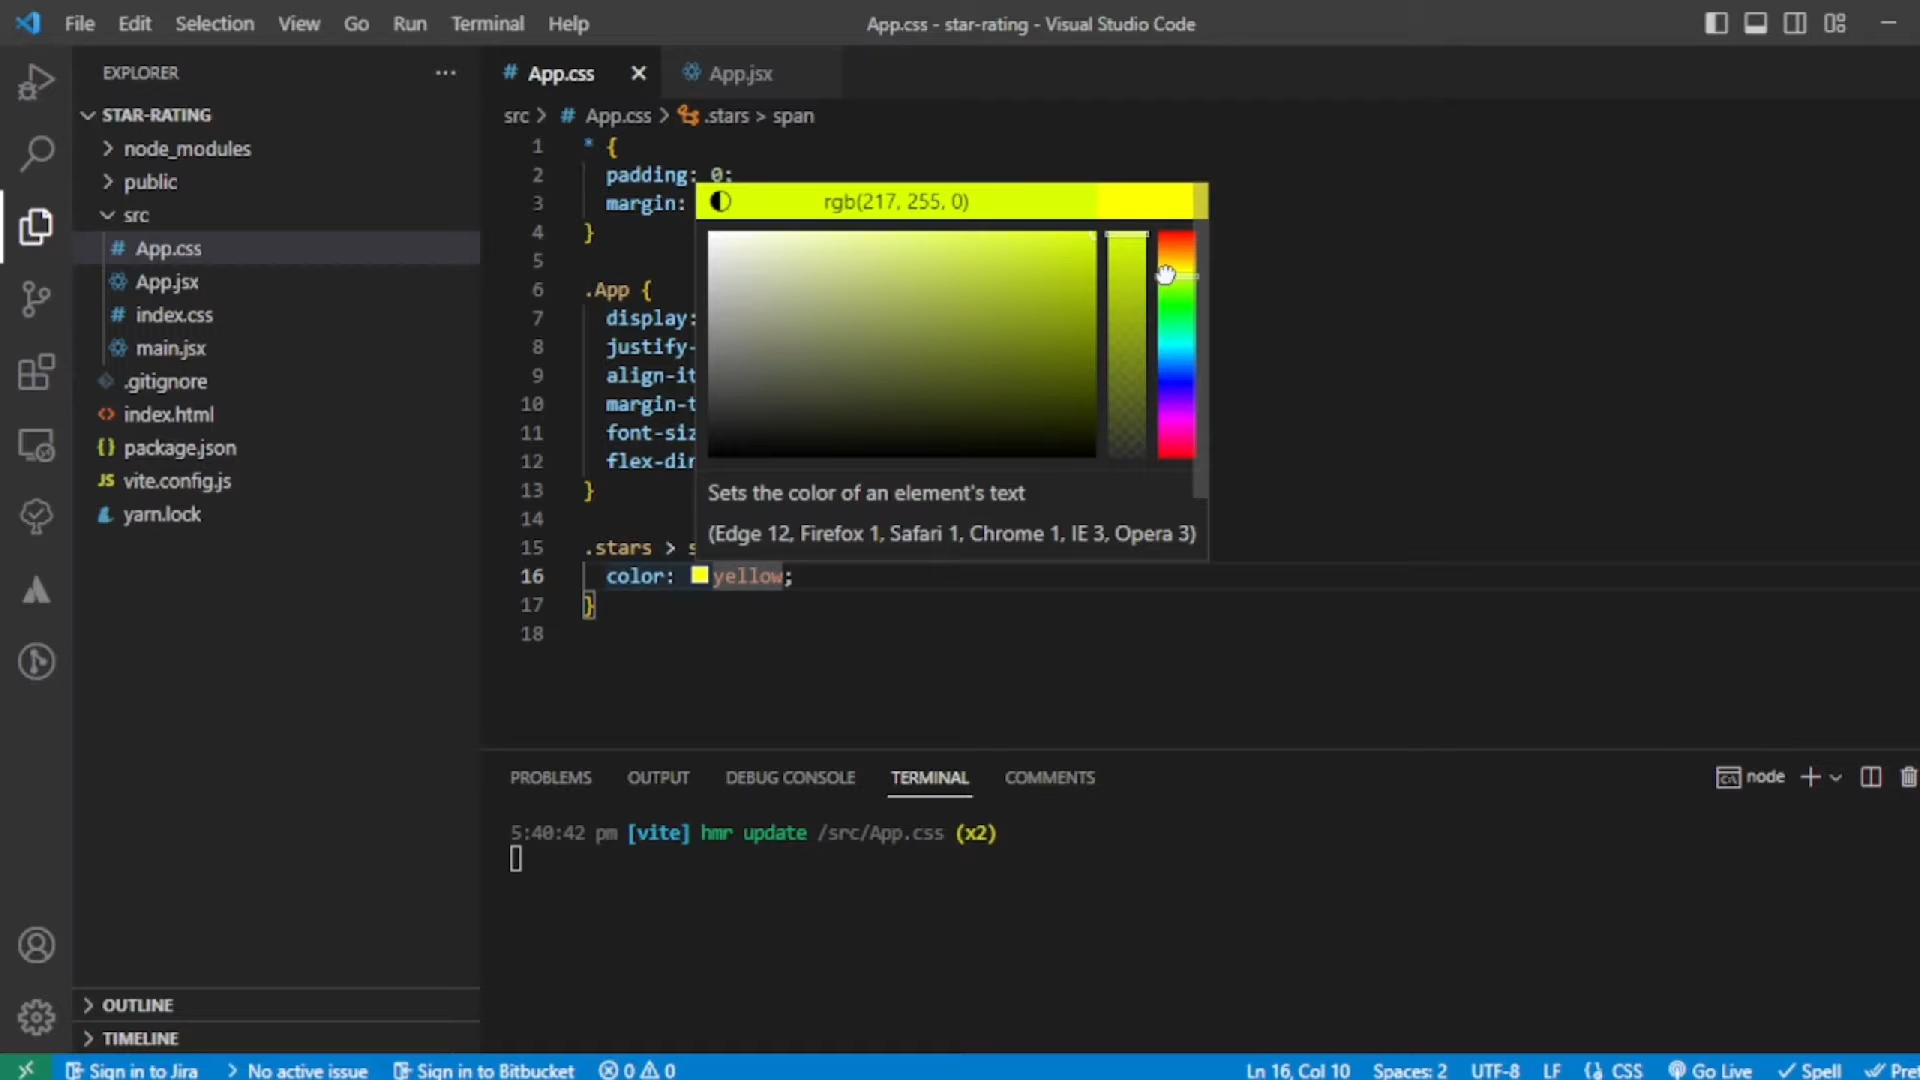 File Edit Selection View Go Run Terminal Help
App.css - star-rating - Visual Studio Code
EXPLORER
STAR-RATING
node_modules
public
src
# App.css
App.jsx
# index.css
main.jsx
.gitignore
<> index.html
{} package.json
JS vite.config.js
yarn.lock
OUTLINE
TIMELINE
# App.css App.jsx
src > # App.css > .stars > span
1 * {
2 padding: 0;
3 margin:
4 }
5
6 .App {
7 display:
8 justify-
9 align-it
10 margin-t
11 font-siz
12 flex-dir
13 }
14
15 .stars > s
16 color: yellow;
17 }
18
rgb(217, 255, 0)
Sets the color of an element's text
(Edge 12, Firefox 1, Safari 1, Chrome 1, IE 3, Opera 3)
PROBLEMS OUTPUT DEBUG CONSOLE TERMINAL COMMENTS
node
5:40:42 pm [vite] hmr update /src/App.css (x2)
Sign in to Jira > No active issue Sign in to Bitbucket 0 0
Ln 16, Col 10 Spaces: 2 UTF-8 LF {} CSS Go Live Spell Pret